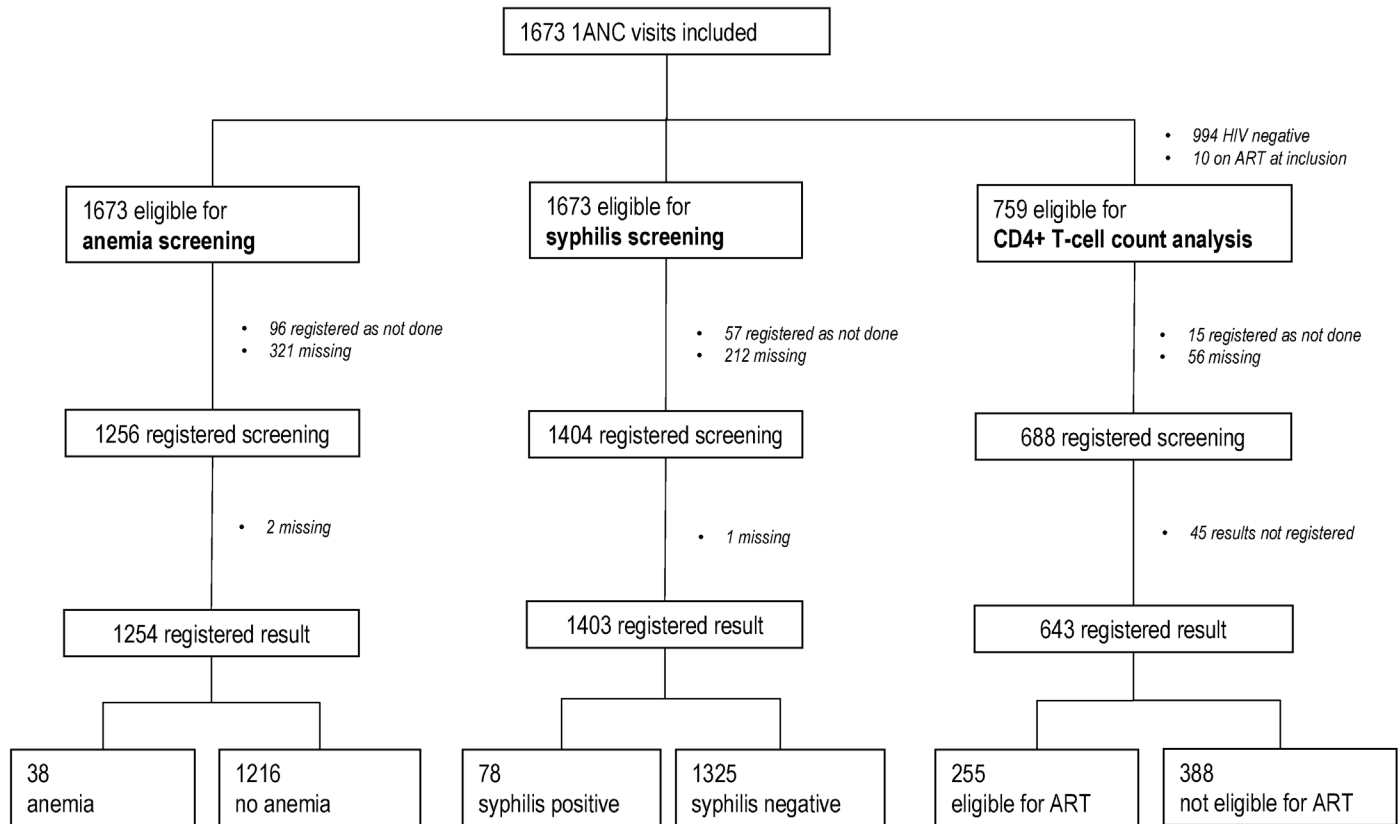 1673 1ANC visits included
• 994 HIV negative
• 10 on ART at inclusion
1673 eligible for
anemia screening
1673 eligible for
syphilis screening
759 eligible for
CD4+ T-cell count analysis
• 96 registered as not done
• 321 missing
• 57 registered as not done
• 212 missing
• 15 registered as not done
• 56 missing
1256 registered screening
1404 registered screening
688 registered screening
• 2 missing
• 1 missing
• 45 results not registered
1254 registered result
1403 registered result
643 registered result
38
anemia
1216
no anemia
78
syphilis positive
1325
syphilis negative
255
eligible for ART
388
not eligible for ART